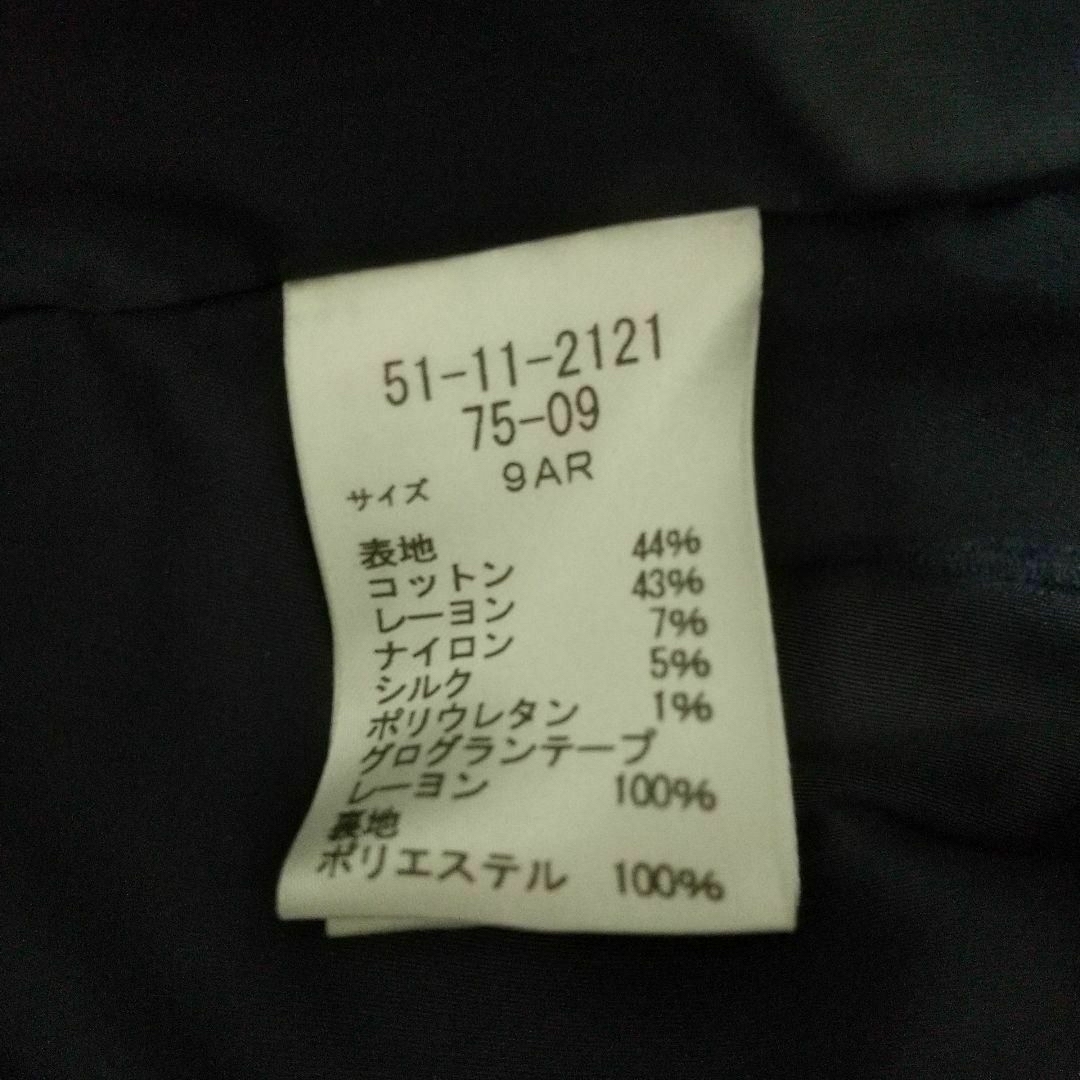 51-11-2121
75-09
サイズ 9AR
表地
コットン 44%
レーヨン 43%
ナイロン 7%
シルク 5%
ポリウレタン 1%
グログランテープ
レーヨン 100%
裏地
ポリエステル 100%